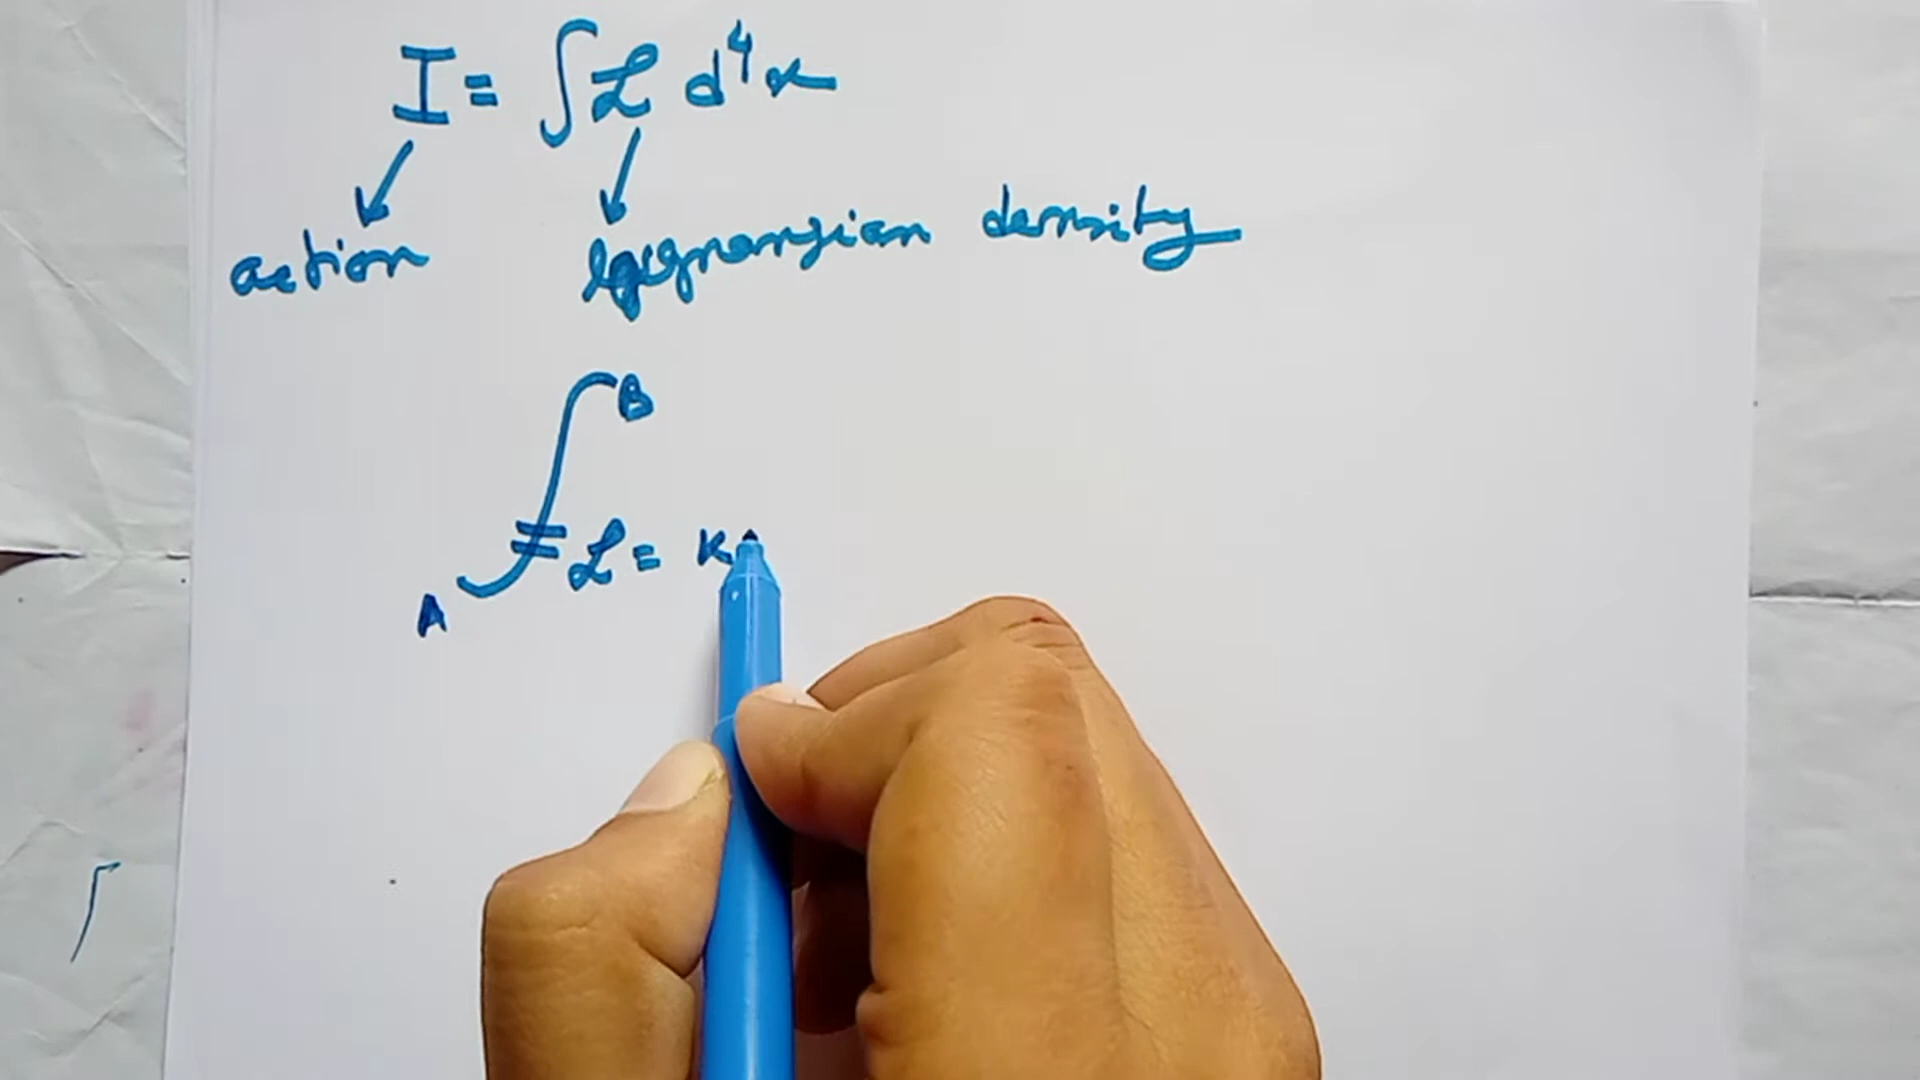 I = ∫ ℒ d⁴x
action lagrangian density
B
ℒ = K
A